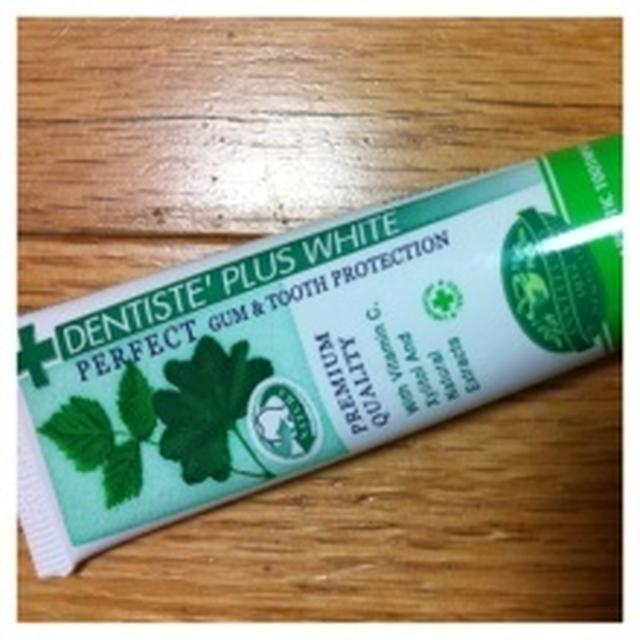 DENTISTE' PLUS WHITE
PERFECT GUM & TOOTH PROTECTION
PREMIUM
QUALITY
With Vitamin C,
Xylitol And
Natural
Extracts